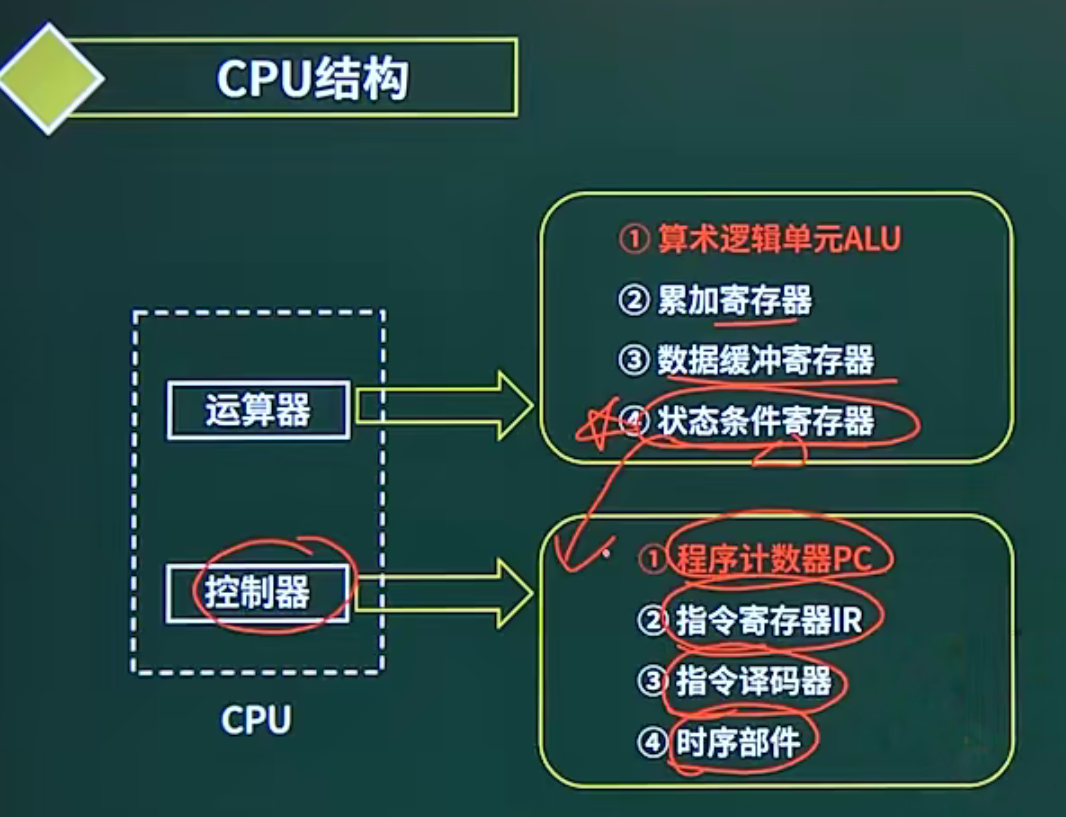 CPU结构
① 算术逻辑单元ALU
② 累加寄存器
③ 数据缓冲寄存器
④ 状态条件寄存器
运算器
控制器
① 程序计数器PC
② 指令寄存器IR
③ 指令译码器
④ 时序部件
CPU